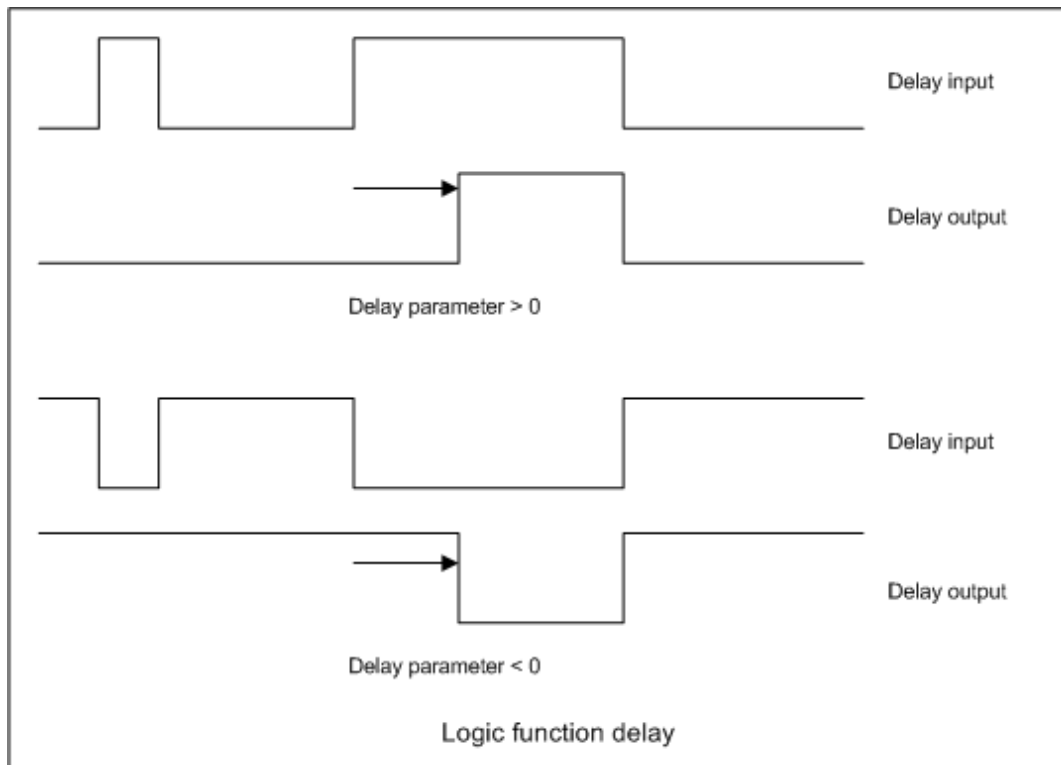 Delay input
Delay output
Delay parameter > 0
Delay input
Delay output
Delay parameter < 0
Logic function delay